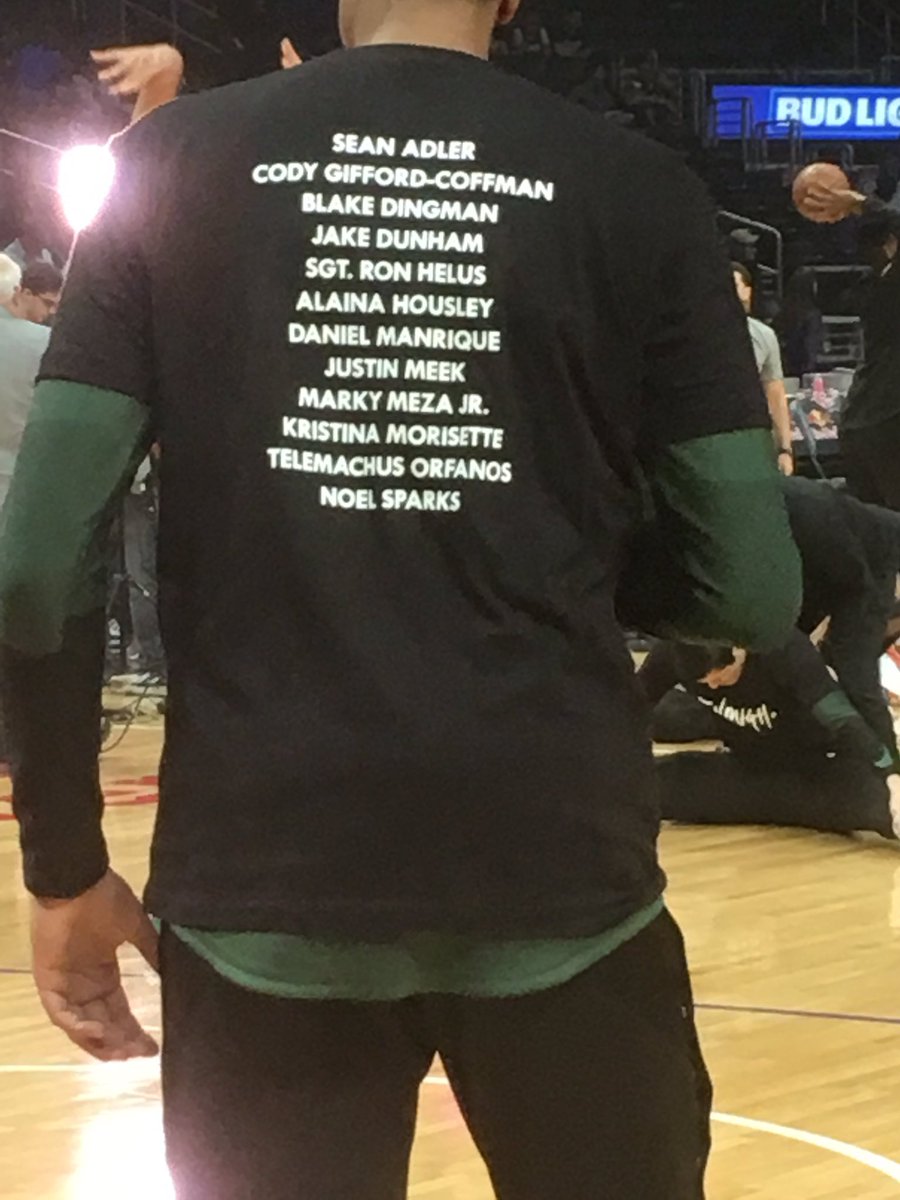 SEAN ADLER
CODY GIFFORD-COFFMAN
BLAKE DINGMAN
JAKE DUNHAM
SGT. RON HELUS
ALAINA HOUSLEY
DANIEL MANRIQUE
JUSTIN MEEK
MARKY MEZA JR.
KRISTINA MORISETTE
TELEMACHUS ORFANOS
NOEL SPARKS
BUD LIG